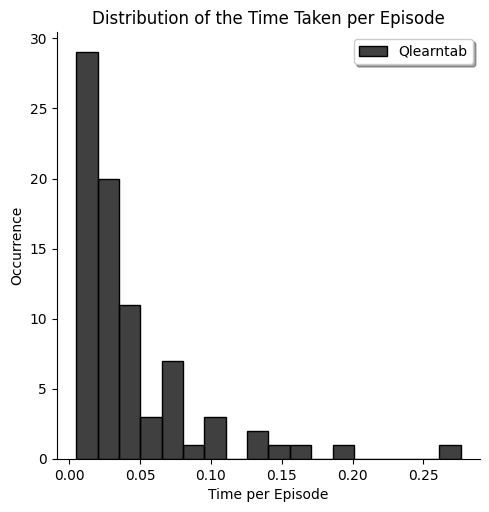 Distribution of the Time Taken per Episode
Qlearntab
30
25
20
15
10
5
0
Occurrence
0.00 0.05 0.10 0.15 0.20 0.25
Time per Episode